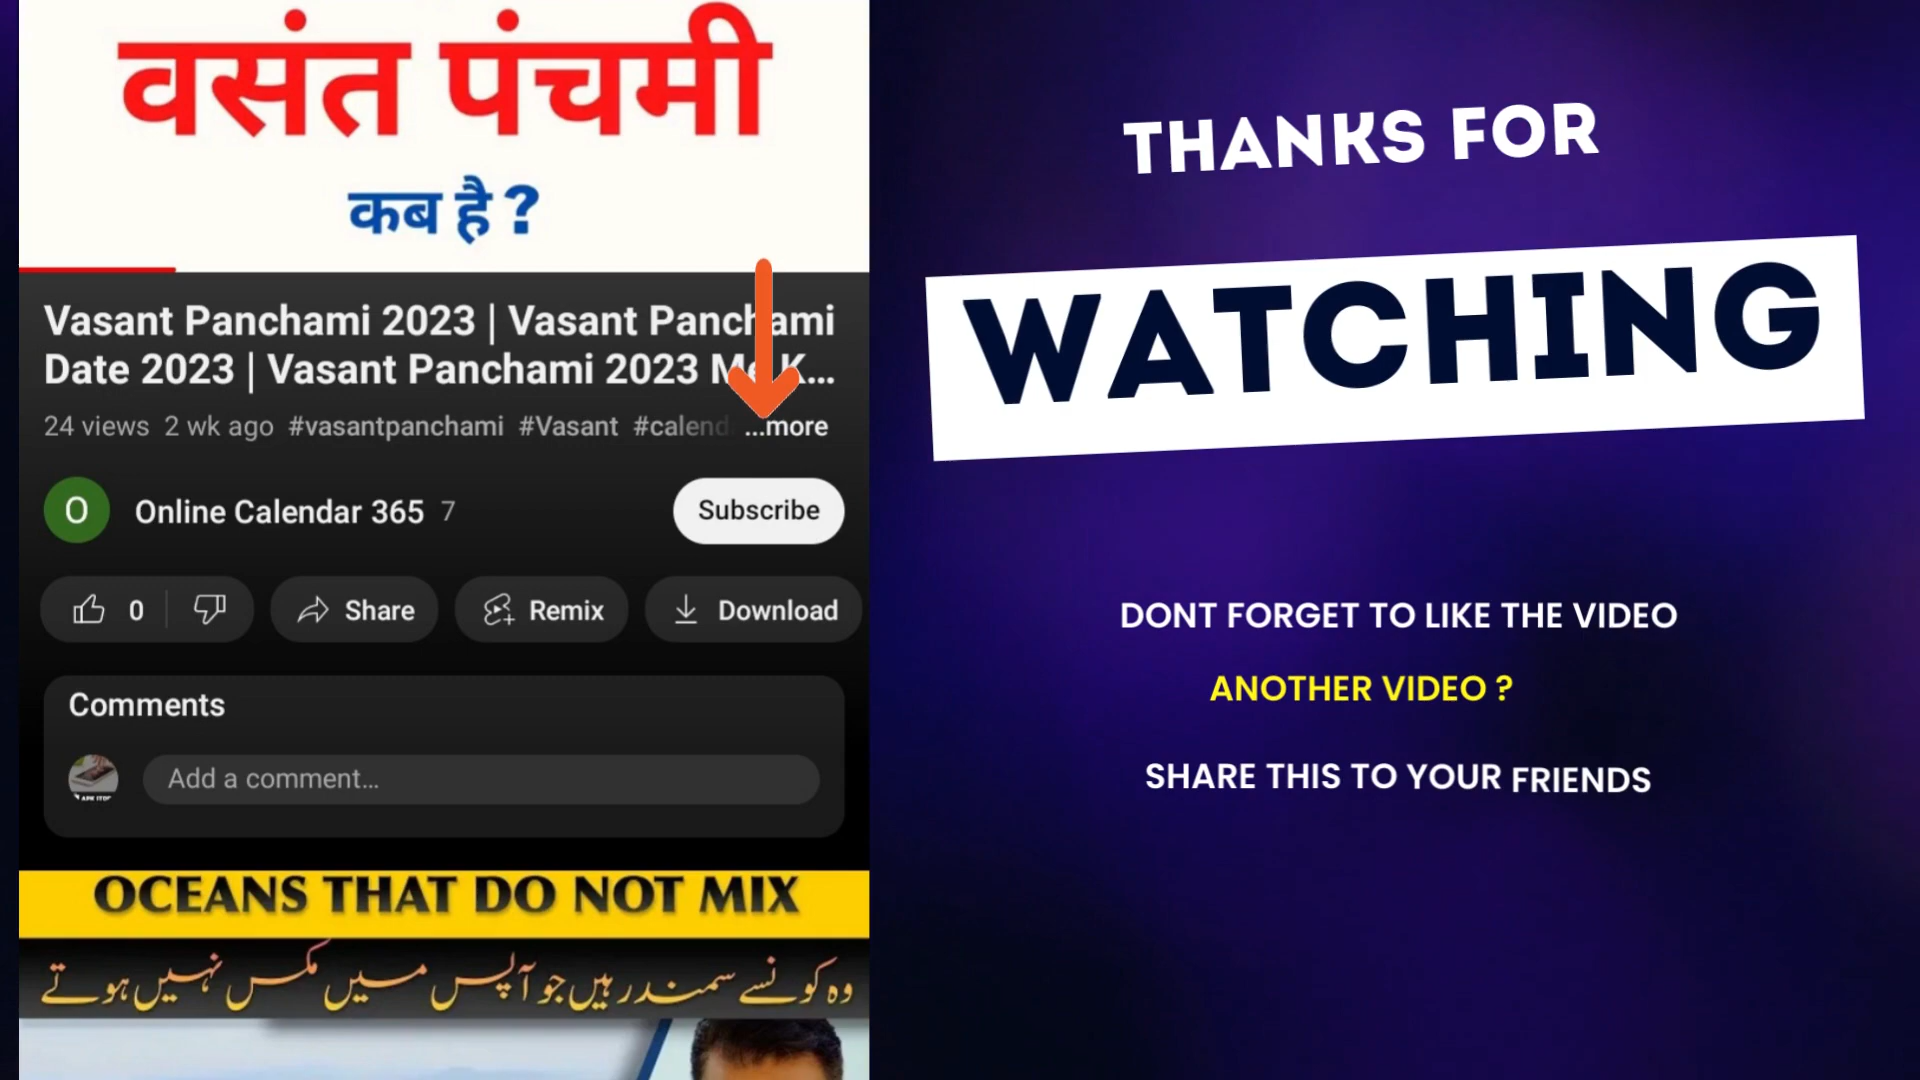 वसंत पंचमी
कब है ?
Vasant Panchami 2023 | Vasant Panchami
Date 2023 | Vasant Panchami 2023 Me K...
24 views 2 wk ago #vasantpanchami #Vasant #calend ...more
O Online Calendar 365 7 Subscribe
0 Share Remix Download
Comments
Add a comment...
OCEANS THAT DO NOT MIX
وہ کونسے سمندر ہیں جو آپس میں مکس نہیں ہوتے
THANKS FOR
WATCHING
DONT FORGET TO LIKE THE VIDEO
ANOTHER VIDEO ?
SHARE THIS TO YOUR FRIENDS